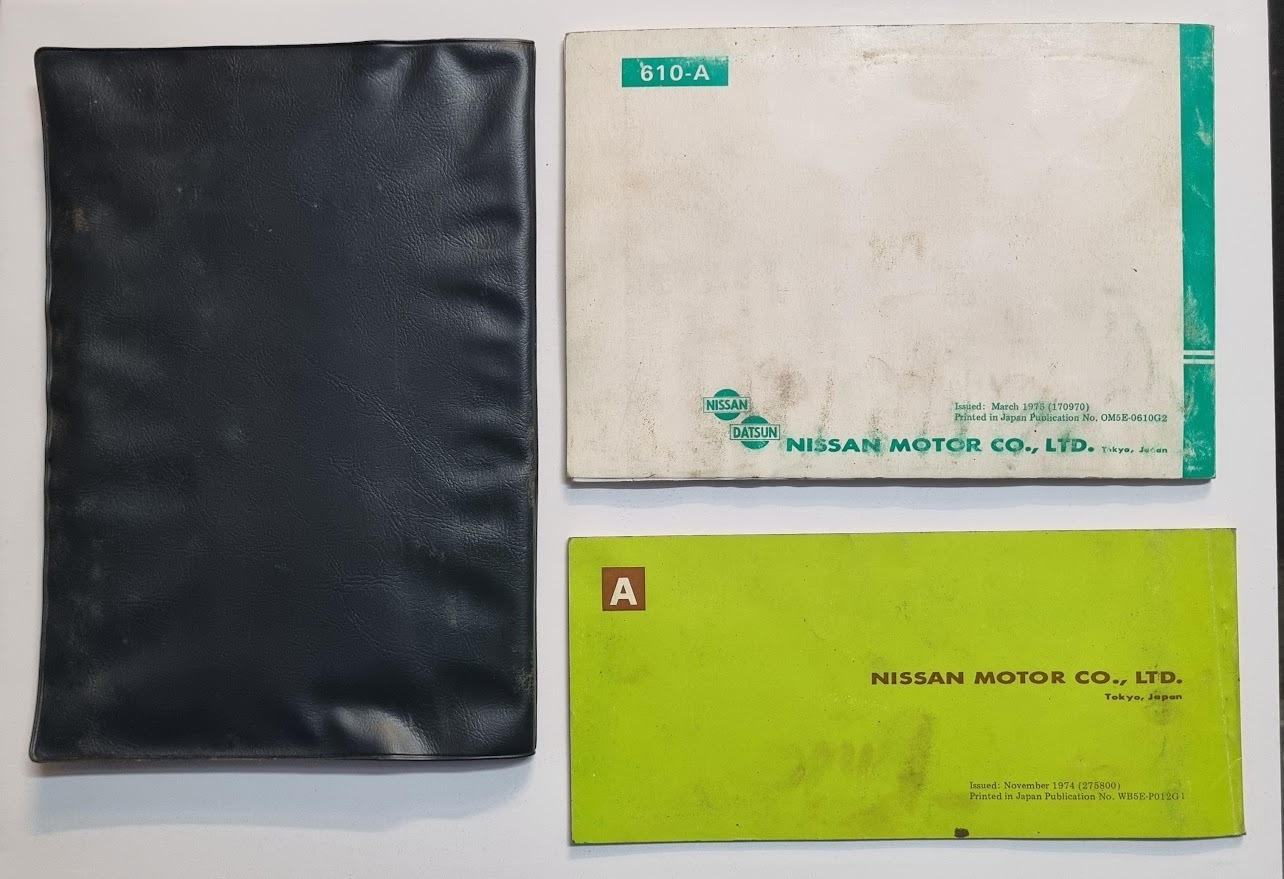 610-A
NISSAN
DATSUN
Issued: March 1975 (170970)
Printed in Japan Publication No. OM5E-0610G2
NISSAN MOTOR CO., LTD. Tokyo, Japan
A
NISSAN MOTOR CO., LTD.
Tokyo, Japan
Issued: November 1974 (275800)
Printed in Japan Publication No. WB5E-P012G1